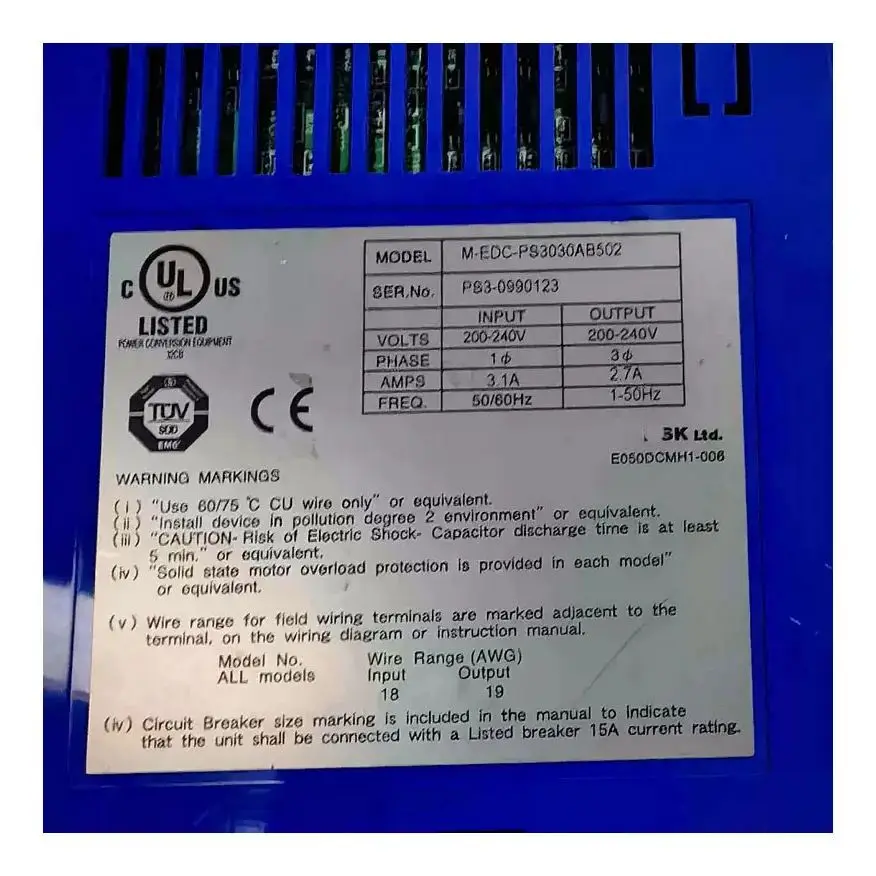 C UL US
LISTED
POWER CONVERSION EQUIPMENT
TÜV
EMC
CE
MODEL M-EDC-PS3030AB502
SER.No. PS3-0990123
INPUT OUTPUT
VOLTS 200-240V 200-240V
PHASE 1ϕ 3ϕ
AMPS 3.1A 2.7A
FREQ. 50/60Hz 1-50Hz
3K Ltd.
E050DCMH1-006
WARNING MARKINGS
(i) "Use 60/75 °C CU wire only" or equivalent.
(ii) "Install device in pollution degree 2 environment" or equivalent.
(iii) "CAUTION- Risk of Electric Shock- Capacitor discharge time is at least
5 min." or equivalent.
(iv) "Solid state motor overload protection is provided in each model"
or equivalent.
(v) Wire range for field wiring terminals are marked adjacent to the
terminal, on the wiring diagram or instruction manual.
Model No. Wire Range (AWG)
ALL models Input Output
18 19
(iv) Circuit Breaker size marking is included in the manual to indicate
that the unit shall be connected with a Listed breaker 15A current rating.